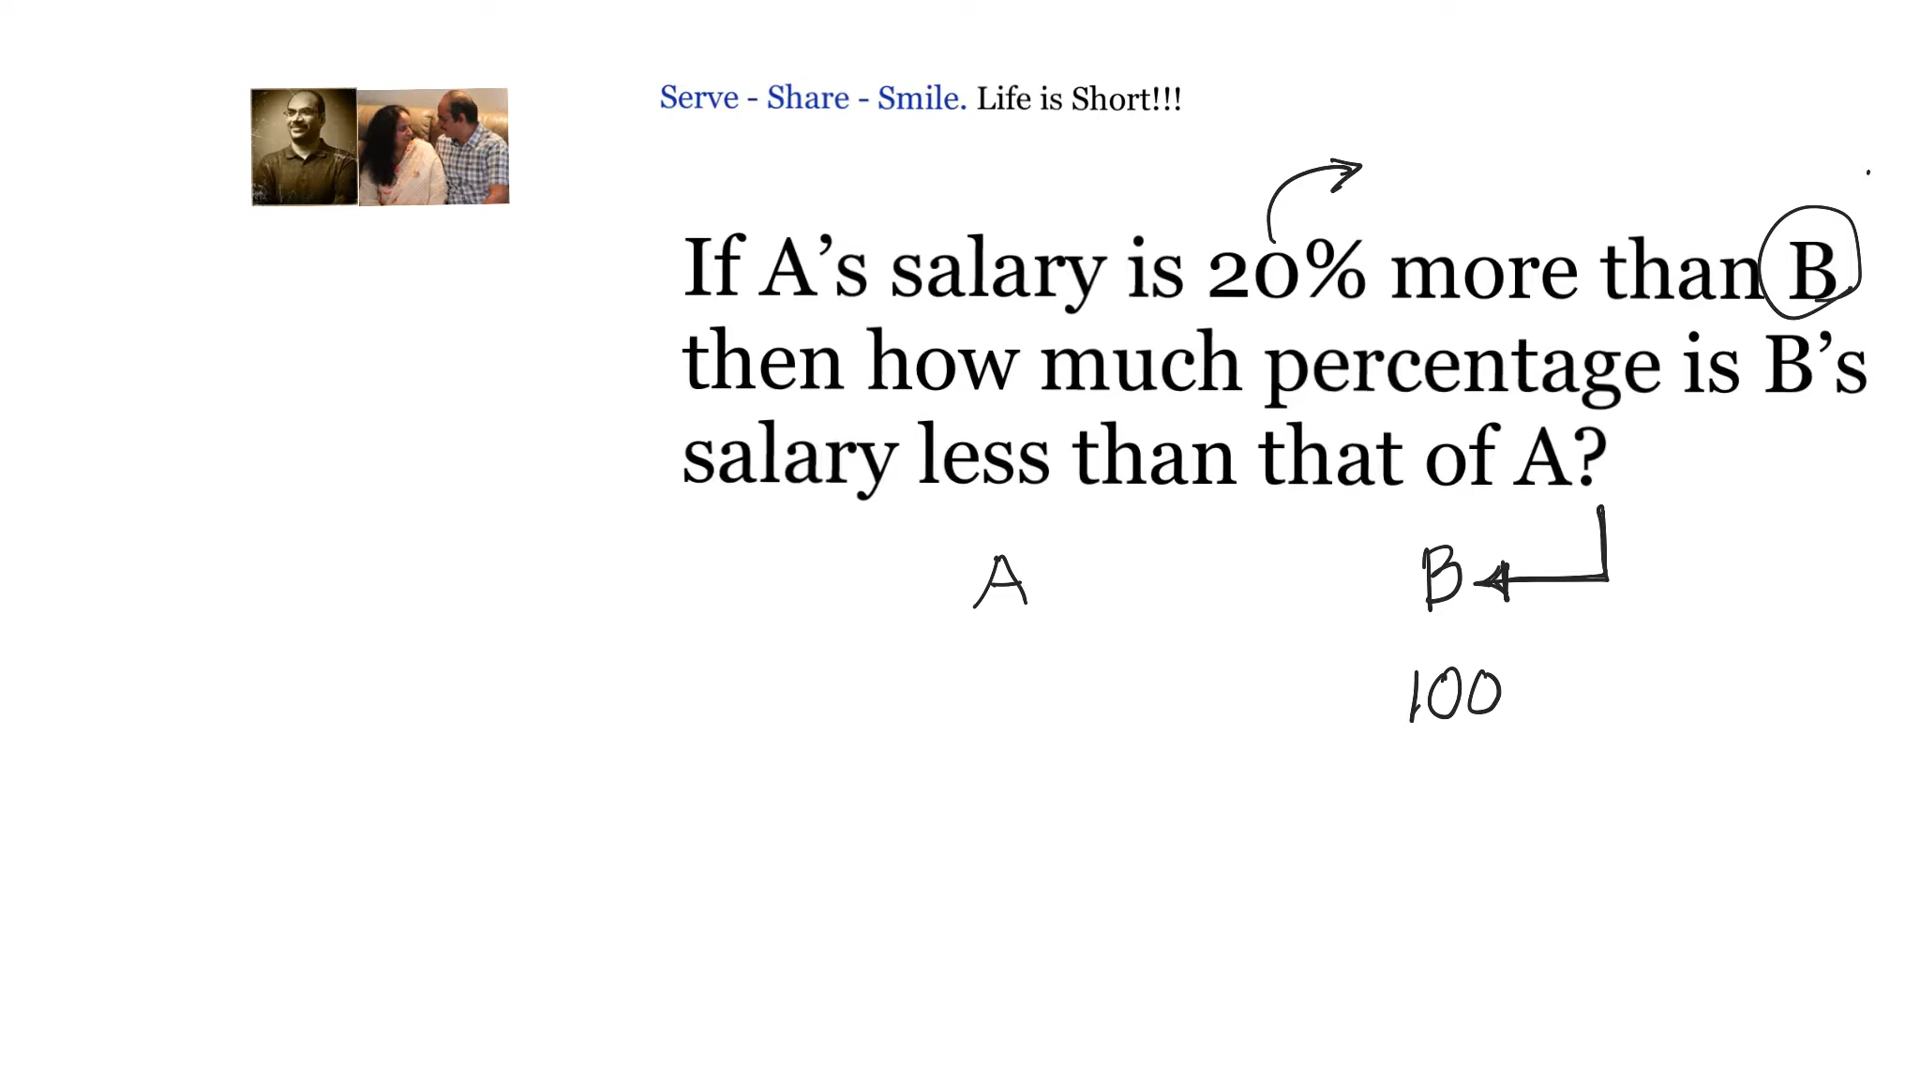 Serve - Share - Smile. Life is Short!!!
If A’s salary is 20% more than B
then how much percentage is B’s
salary less than that of A?
A B
100